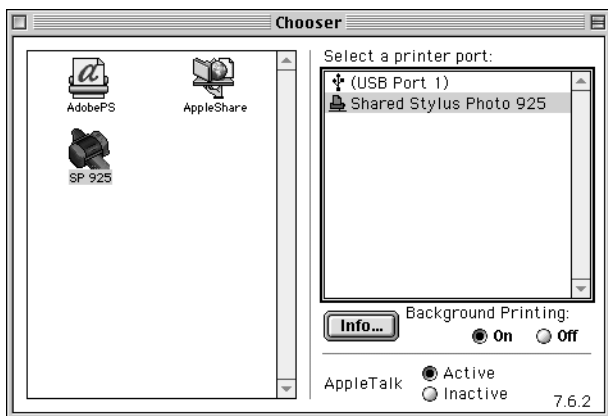 Chooser
AdobePS
AppleShare
SP 925
Select a printer port:
(USB Port 1)
Shared Stylus Photo 925
Info...
Background Printing:
On Off
AppleTalk
Active
Inactive
7.6.2